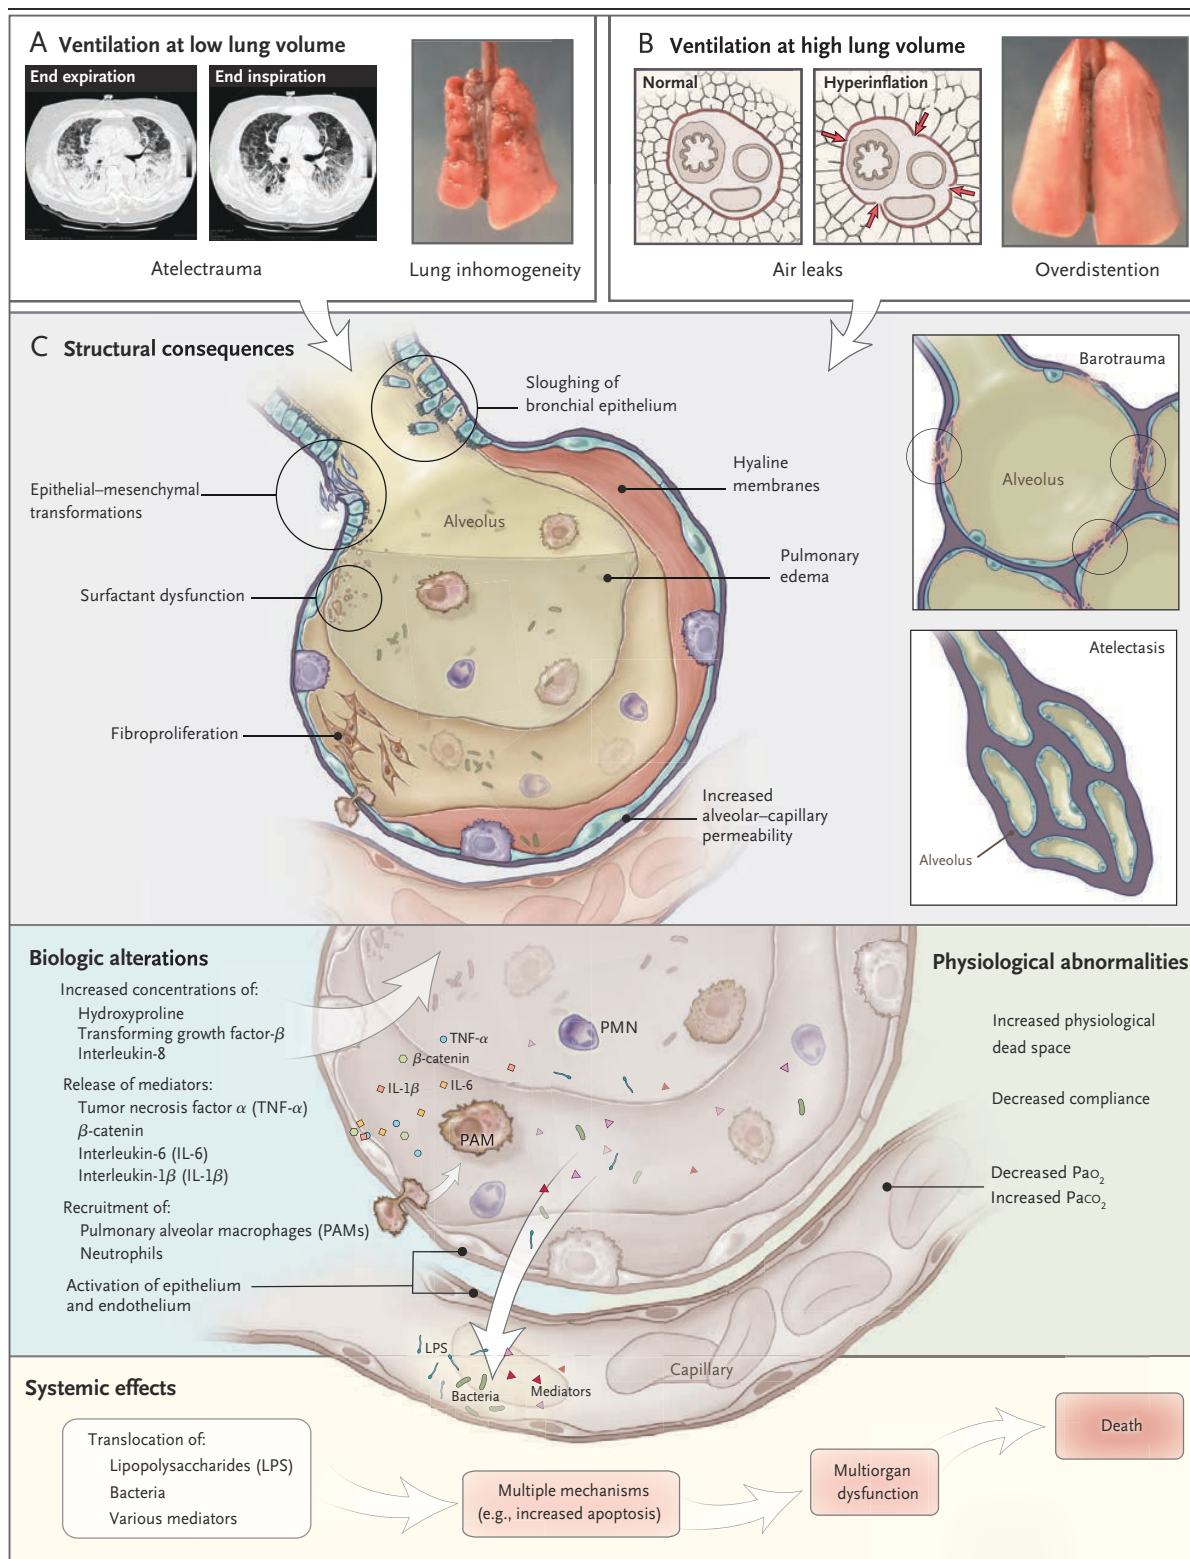 A Ventilation at low lung volume
End expiration
End inspiration
Atelectrauma
Lung inhomogeneity
B Ventilation at high lung volume
Normal
Hyperinflation
Air leaks
Overdistention
C Structural consequences
Sloughing of
bronchial epithelium
Hyaline
membranes
Epithelial–mesenchymal
transformations
Alveolus
Pulmonary
edema
Surfactant dysfunction
Fibroproliferation
Increased
alveolar–capillary
permeability
Barotrauma
Alveolus
Atelectasis
Alveolus
Biologic alterations
Increased concentrations of:
Hydroxyproline
Transforming growth factor-β
Interleukin-8
Release of mediators:
Tumor necrosis factor α (TNF-α)
β-catenin
Interleukin-6 (IL-6)
Interleukin-1β (IL-1β)
Recruitment of:
Pulmonary alveolar macrophages (PAMs)
Neutrophils
Activation of epithelium
and endothelium
PMN
TNF-α
β-catenin
IL-1β
IL-6
PAM
Physiological abnormalities
Increased physiological
dead space
Decreased compliance
Decreased PaO₂
Increased PaCO₂
LPS
Bacteria
Mediators
Capillary
Systemic effects
Translocation of:
Lipopolysaccharides (LPS)
Bacteria
Various mediators
Multiple mechanisms
(e.g., increased apoptosis)
Multiorgan
dysfunction
Death